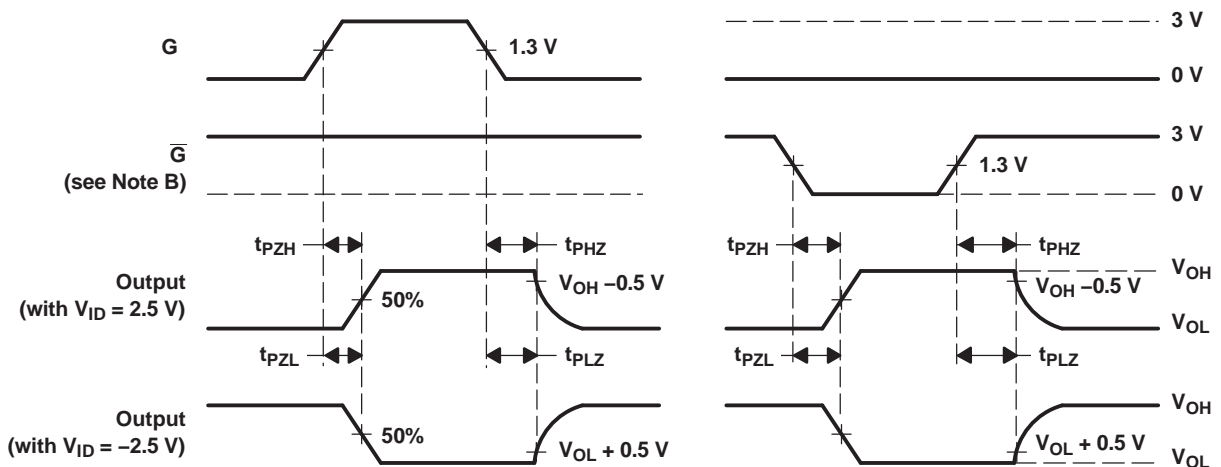 3 V
G
1.3 V
0 V
G̅
(see Note B)
3 V
1.3 V
0 V
tPZH
tPHZ
tPZH
tPHZ
Output
(with VID = 2.5 V)
50%
VOH −0.5 V
VOH −0.5 V
VOH
VOL
tPZL
tPLZ
tPZL
tPLZ
Output
(with VID = −2.5 V)
50%
VOL + 0.5 V
VOL + 0.5 V
VOH
VOL